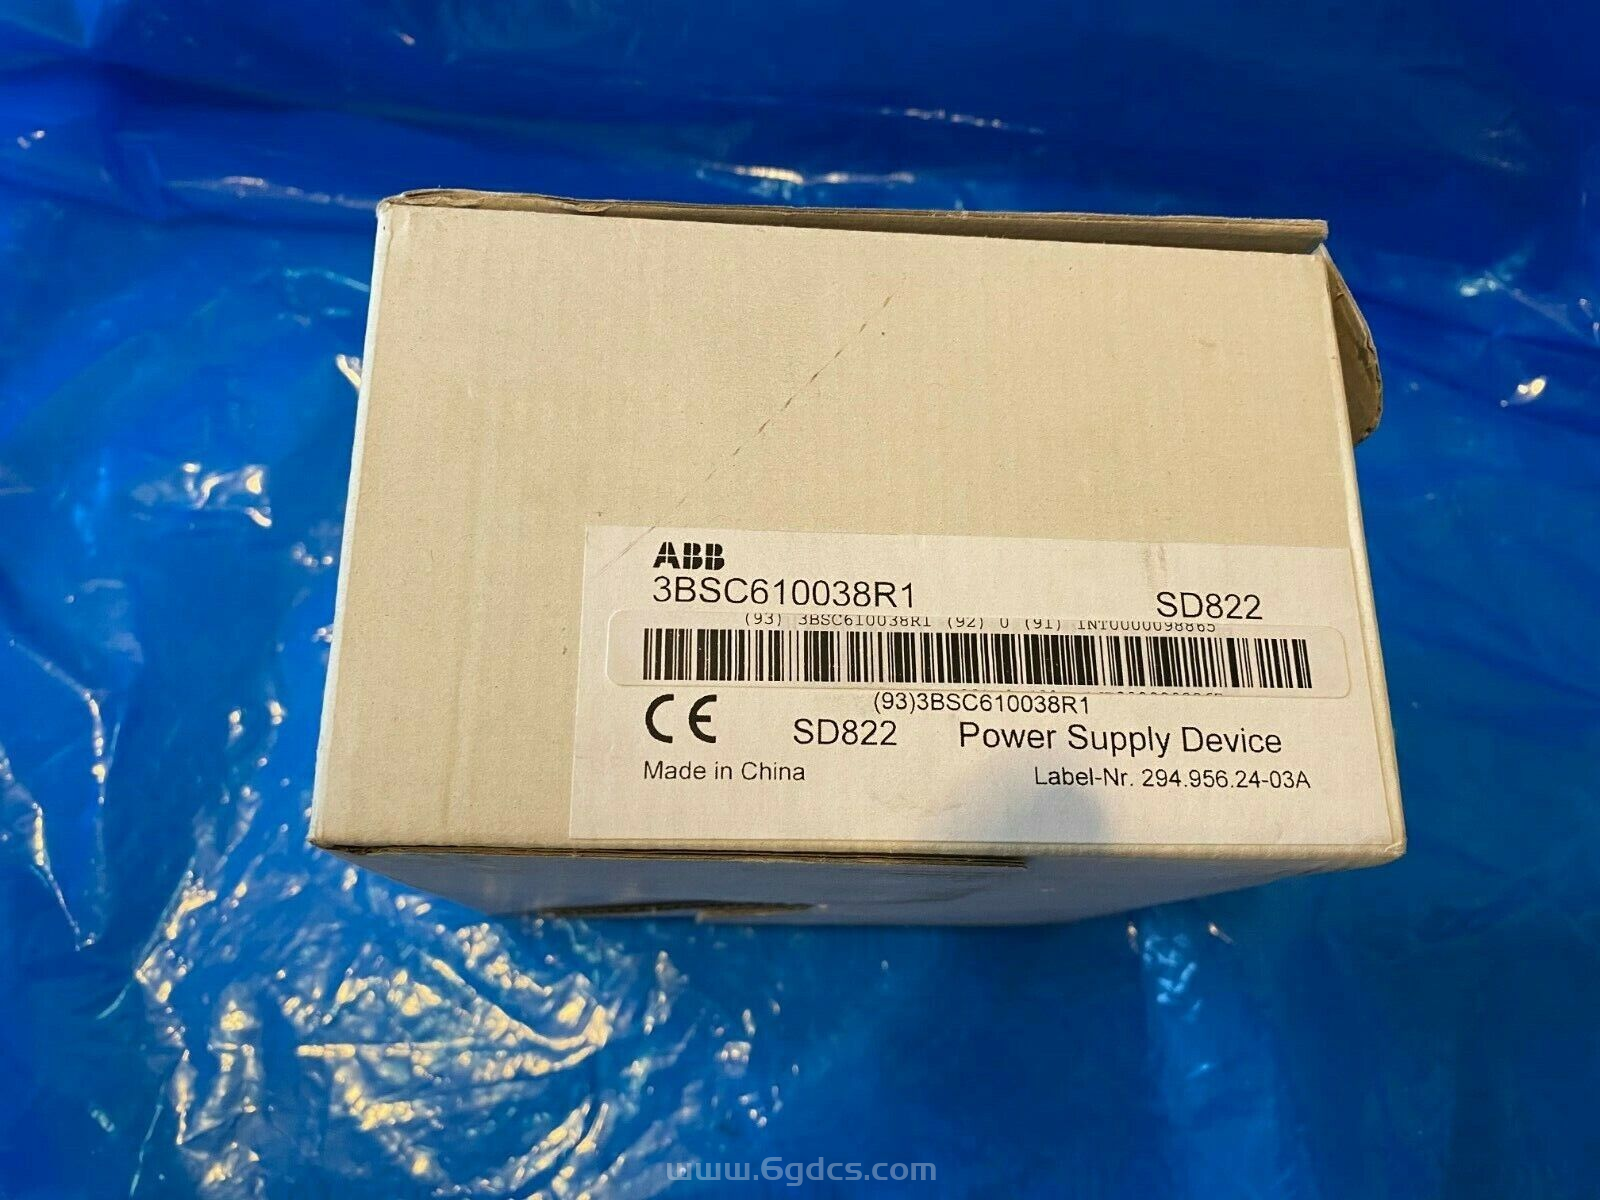 ABB
3BSC610038R1 SD822
(93) 3BSC610038R1 (92) 0 (91) INT0000098865
(93)3BSC610038R1
CE SD822 Power Supply Device
Made in China Label-Nr. 294.956.24-03A
www.6gdcs.com